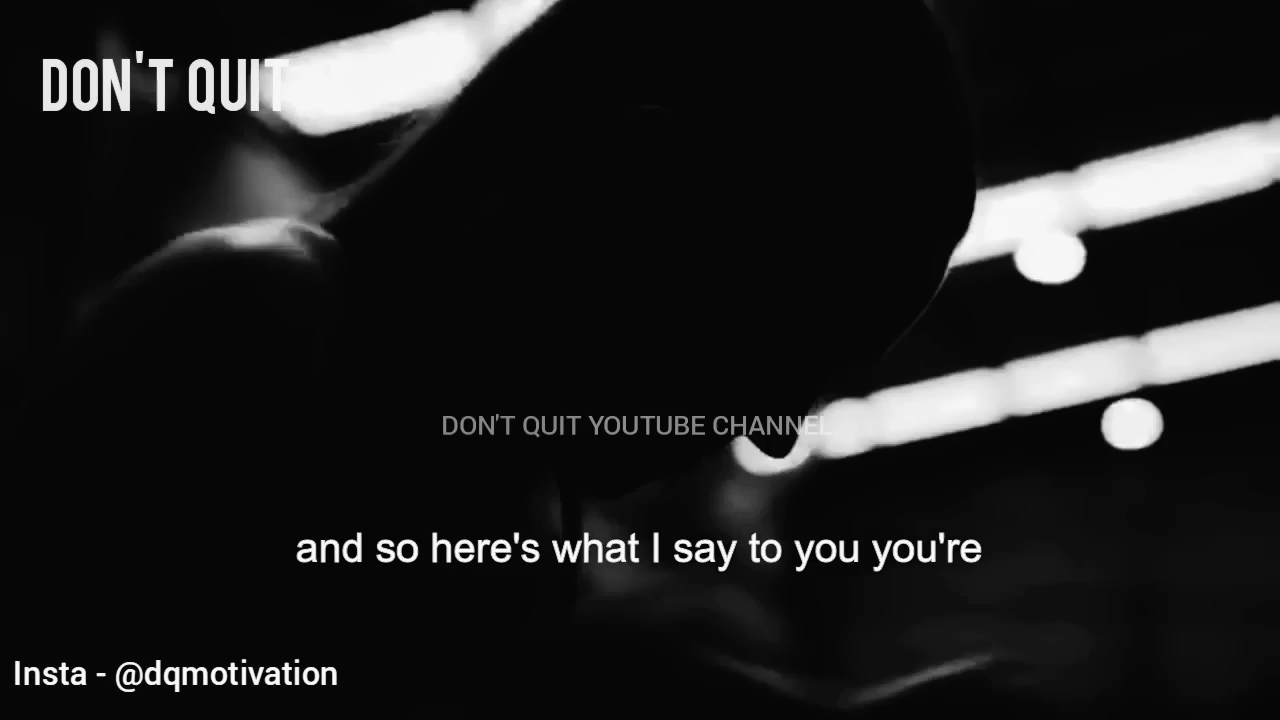 DON'T QUIT
DON'T QUIT YOUTUBE CHANNEL
and so here's what I say to you you're
Insta - @dqmotivation